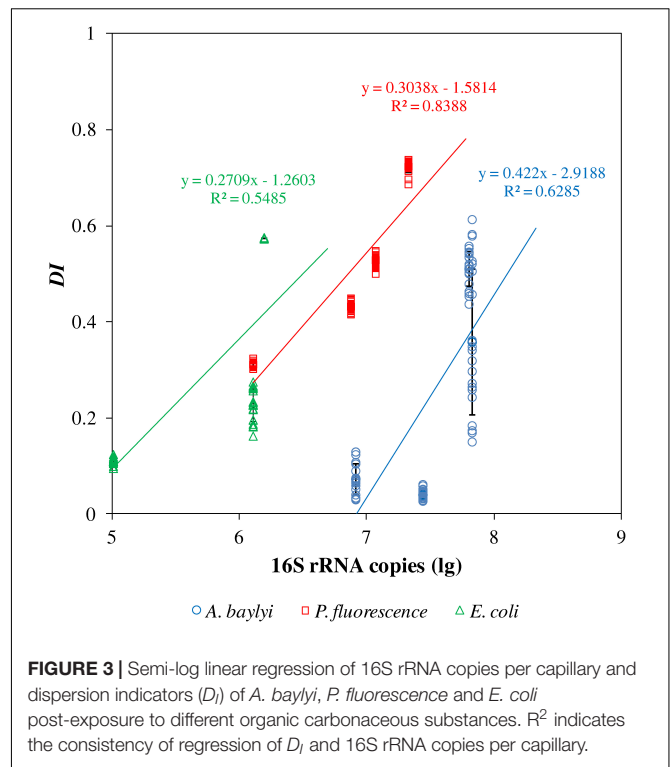 1
0.8
0.6
0.4
0.2
0
DI
y = 0.3038x - 1.5814
R² = 0.8388
y = 0.422x - 2.9188
R² = 0.6285
y = 0.2709x - 1.2603
R² = 0.5485
5 6 7 8 9
16S rRNA copies (lg)
A. baylyi P. fluorescence E. coli
FIGURE 3 | Semi-log linear regression of 16S rRNA copies per capillary and
dispersion indicators (D_I) of A. baylyi, P. fluorescence and E. coli
post-exposure to different organic carbonaceous substances. R² indicates
the consistency of regression of D_I and 16S rRNA copies per capillary.